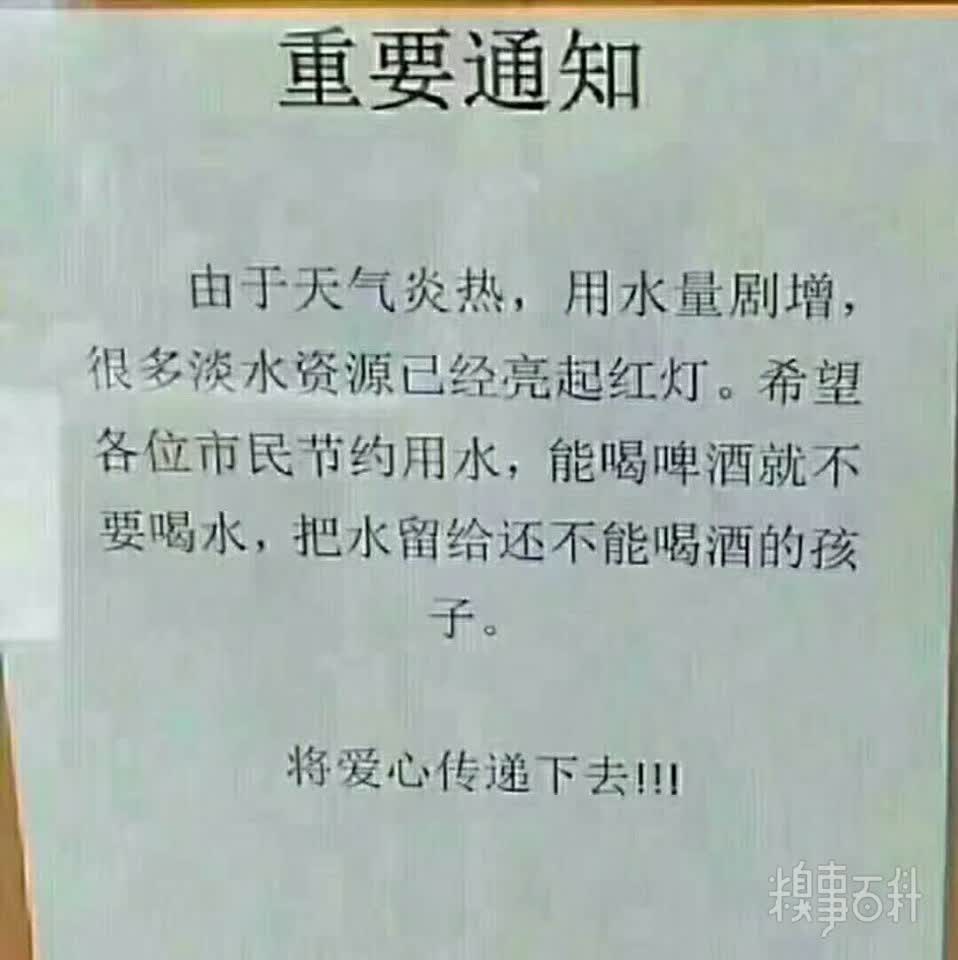 重要通知
由于天气炎热，用水量剧增，
很多淡水资源已经亮起红灯。希望
各位市民节约用水，能喝啤酒就不
要喝水，把水留给还不能喝酒的孩
子。
将爱心传递下去!!!
糗事百科